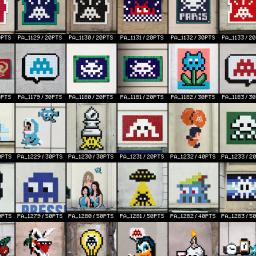 PARIS
PA_1129/20PTS PA_1130/20PTS PA_1131/20PTS PA_1132/20PTS PA_1133/20PTS
PA_1179/30PTS PA_1180/30PTS PA_1181/30PTS PA_1182/30PTS PA_1183/30PTS
PA_1229/30PTS PA_1230/30PTS PA_1231/20PTS PA_1232/40PTS PA_1233/20PTS
PRESS
PA_1279/50PTS PA_1280/50PTS PA_1281/50PTS PA_1282/40PTS PA_1283/50PTS